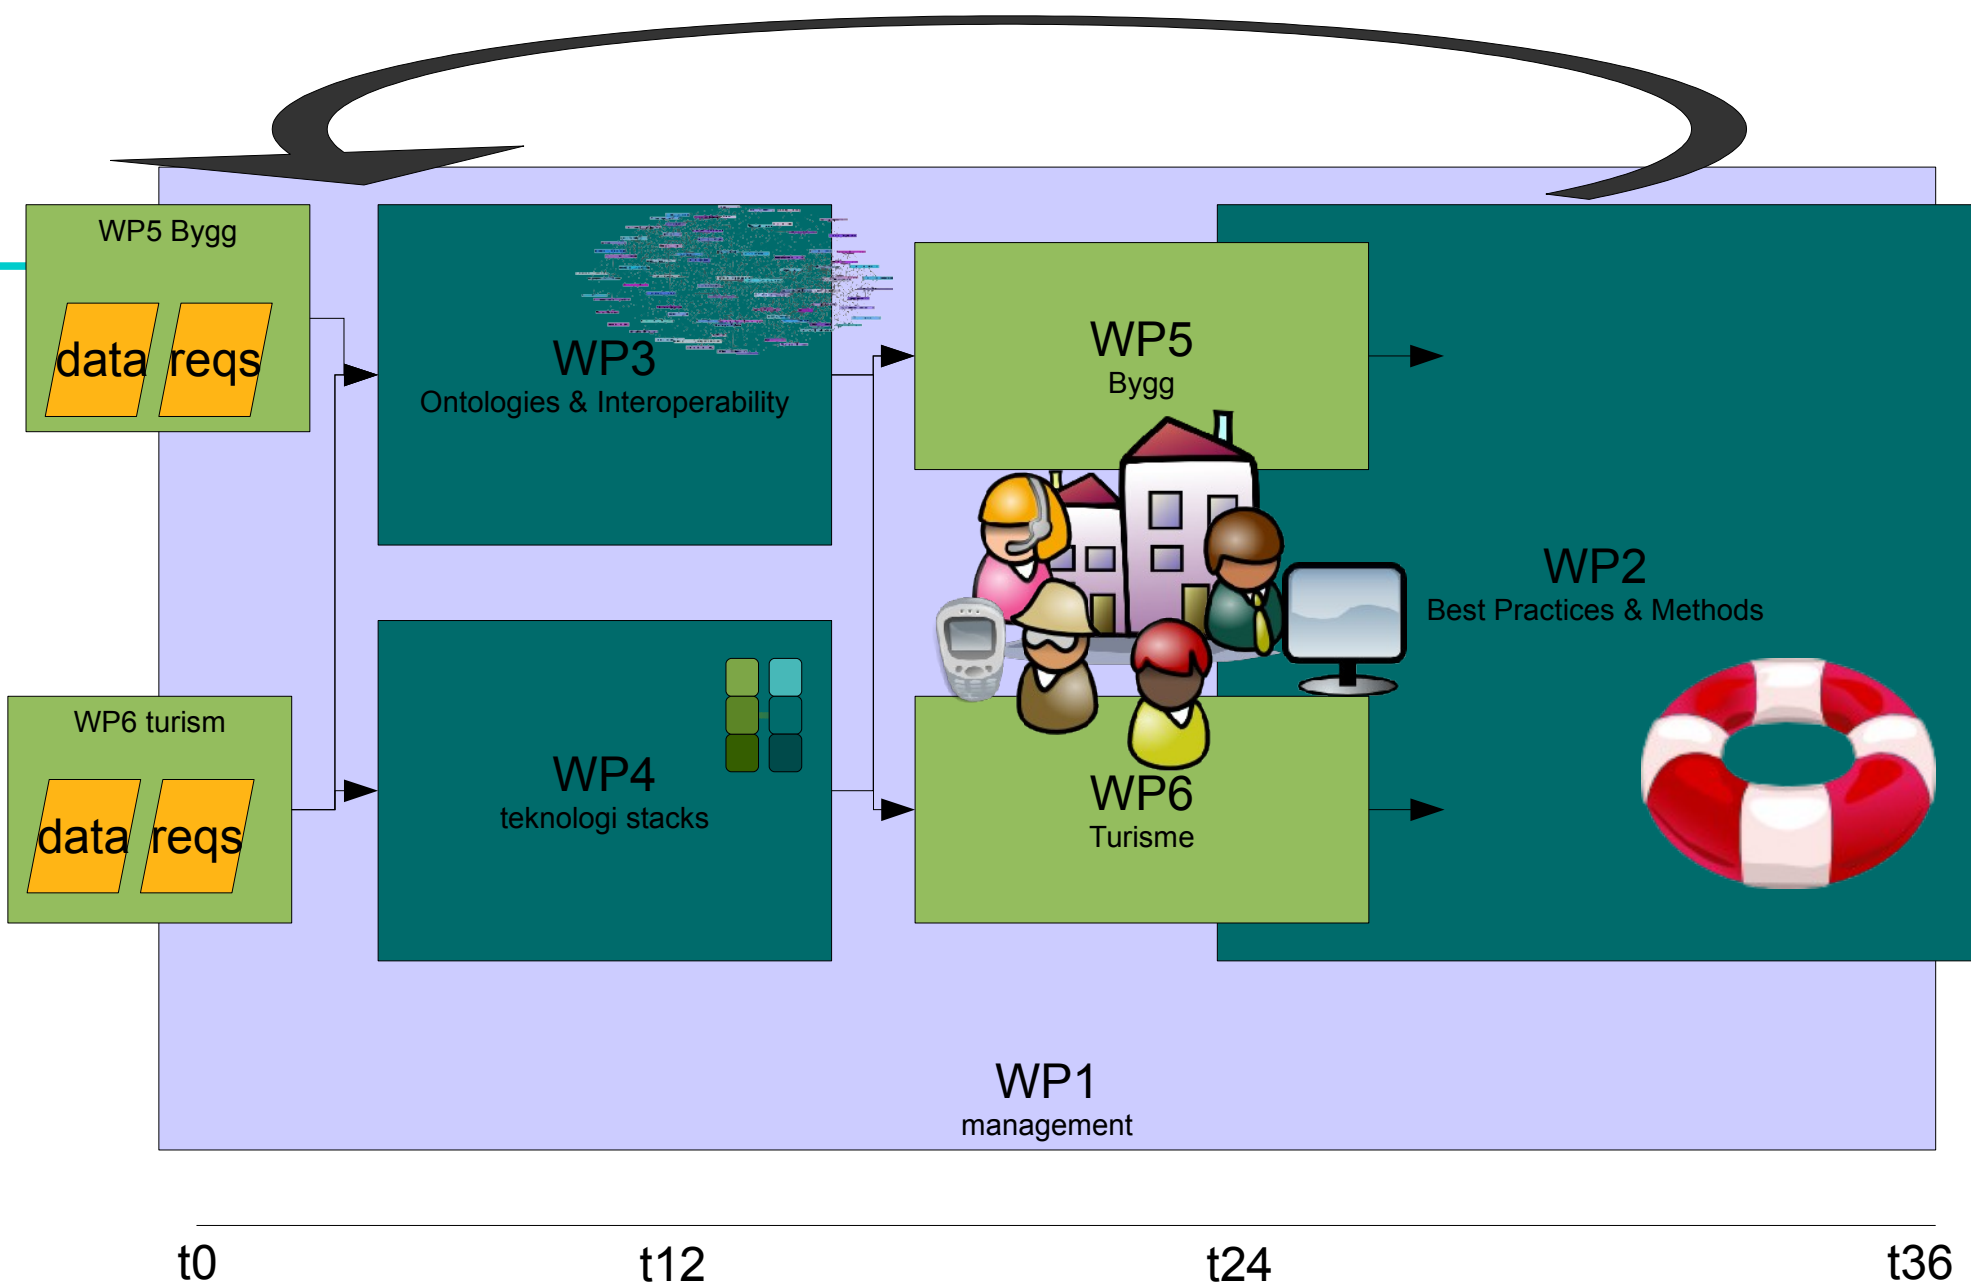 WP5 Bygg
data
reqs
WP3
Ontologies & Interoperability
WP5
Bygg
WP2
Best Practices & Methods
WP6 turism
data
reqs
WP4
teknologi stacks
WP6
Turisme
WP1
management
t0
t12
t24
t36